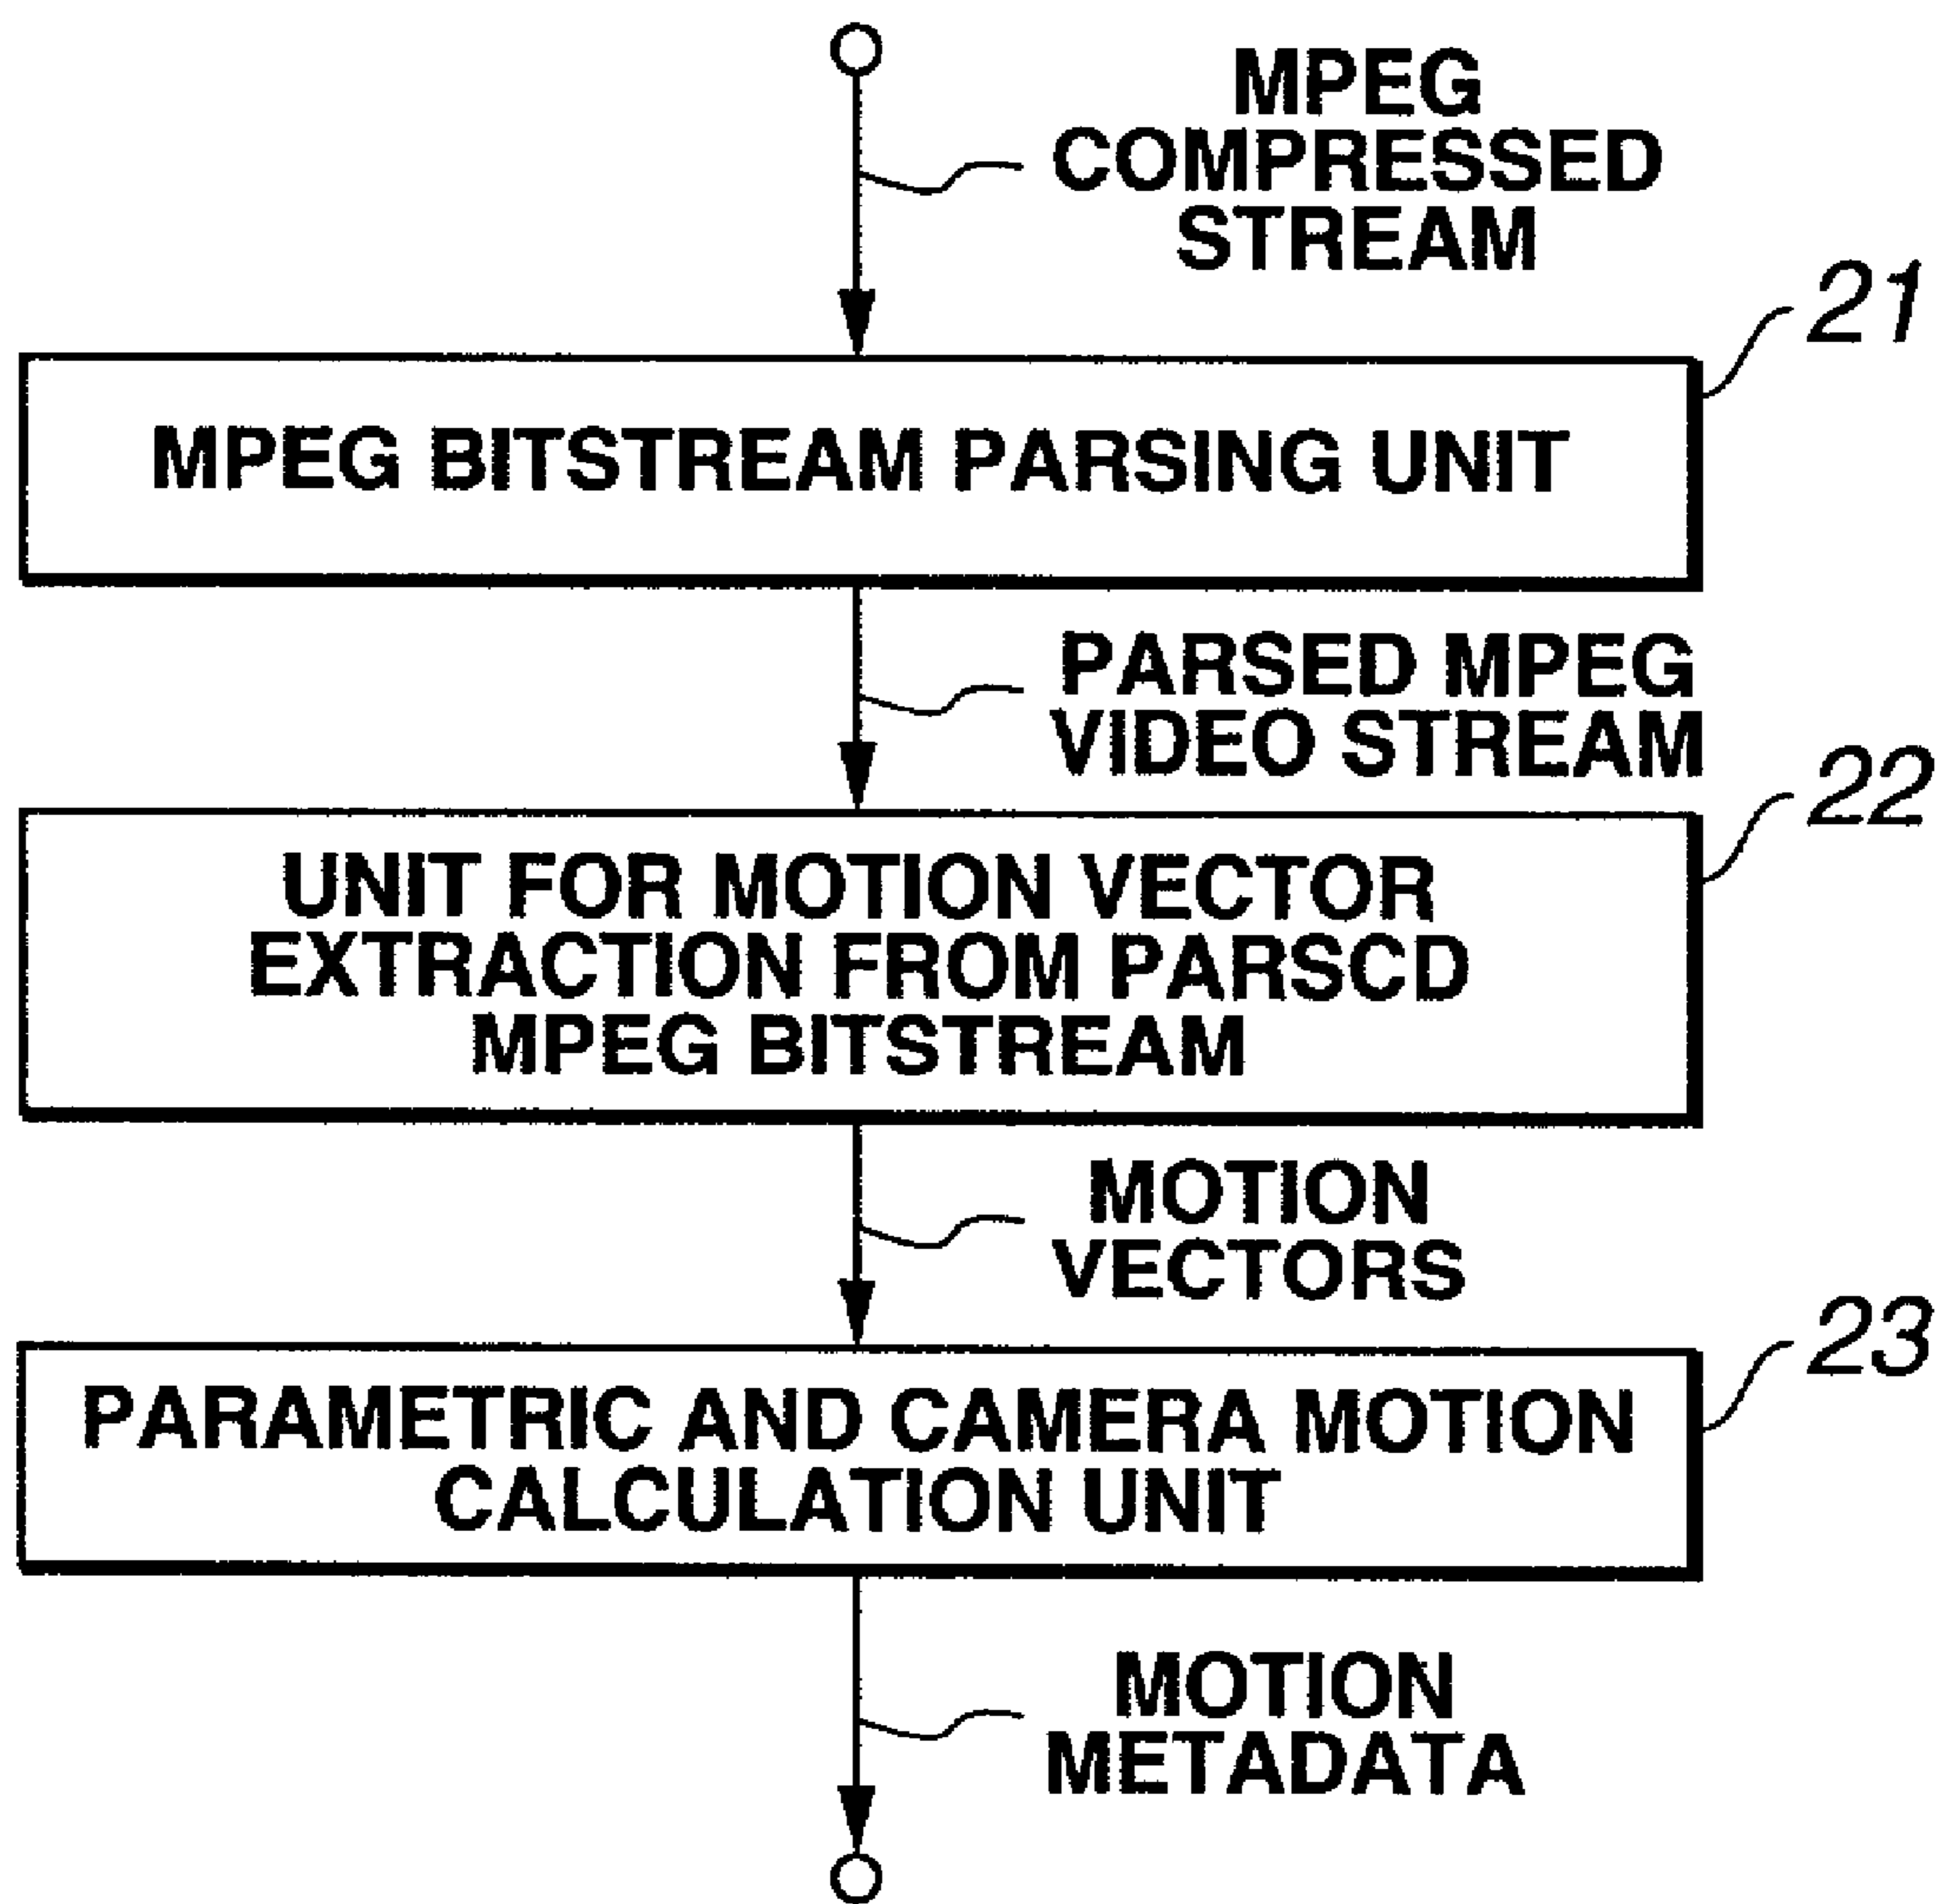 MPEG
COMPRESSED
STREAM
21
MPEG BITSTREAM PARSING UNIT
PARSED MPEG
VIDEO STREAM
22
UNIT FOR MOTION VECTOR
EXTRACTION FROM PARSCD
MPEG BITSTREAM
MOTION
VECTORS
23
PARAMETRIC AND CAMERA MOTION
CALCULATION UNIT
MOTION
METADATA